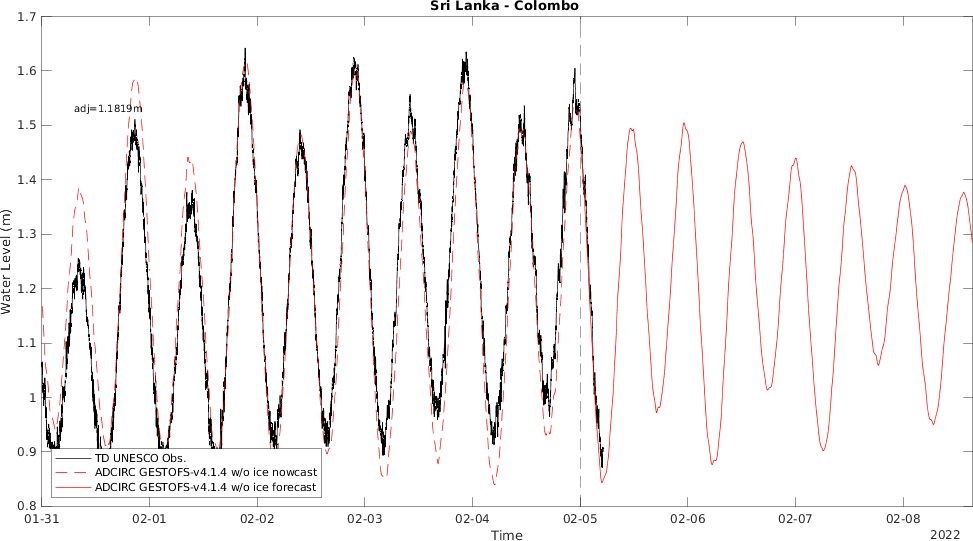 Sri Lanka - Colombo
1.7
1.6
1.5
1.4
1.3
1.2
1.1
1
0.9
0.8
Water Level (m)
adj=1.1819m
TD UNESCO Obs.
ADCIRC GESTOFS-v4.1.4 w/o ice nowcast
ADCIRC GESTOFS-v4.1.4 w/o ice forecast
01-31
02-01
02-02
02-03
02-04
02-05
02-06
02-07
02-08
Time
2022